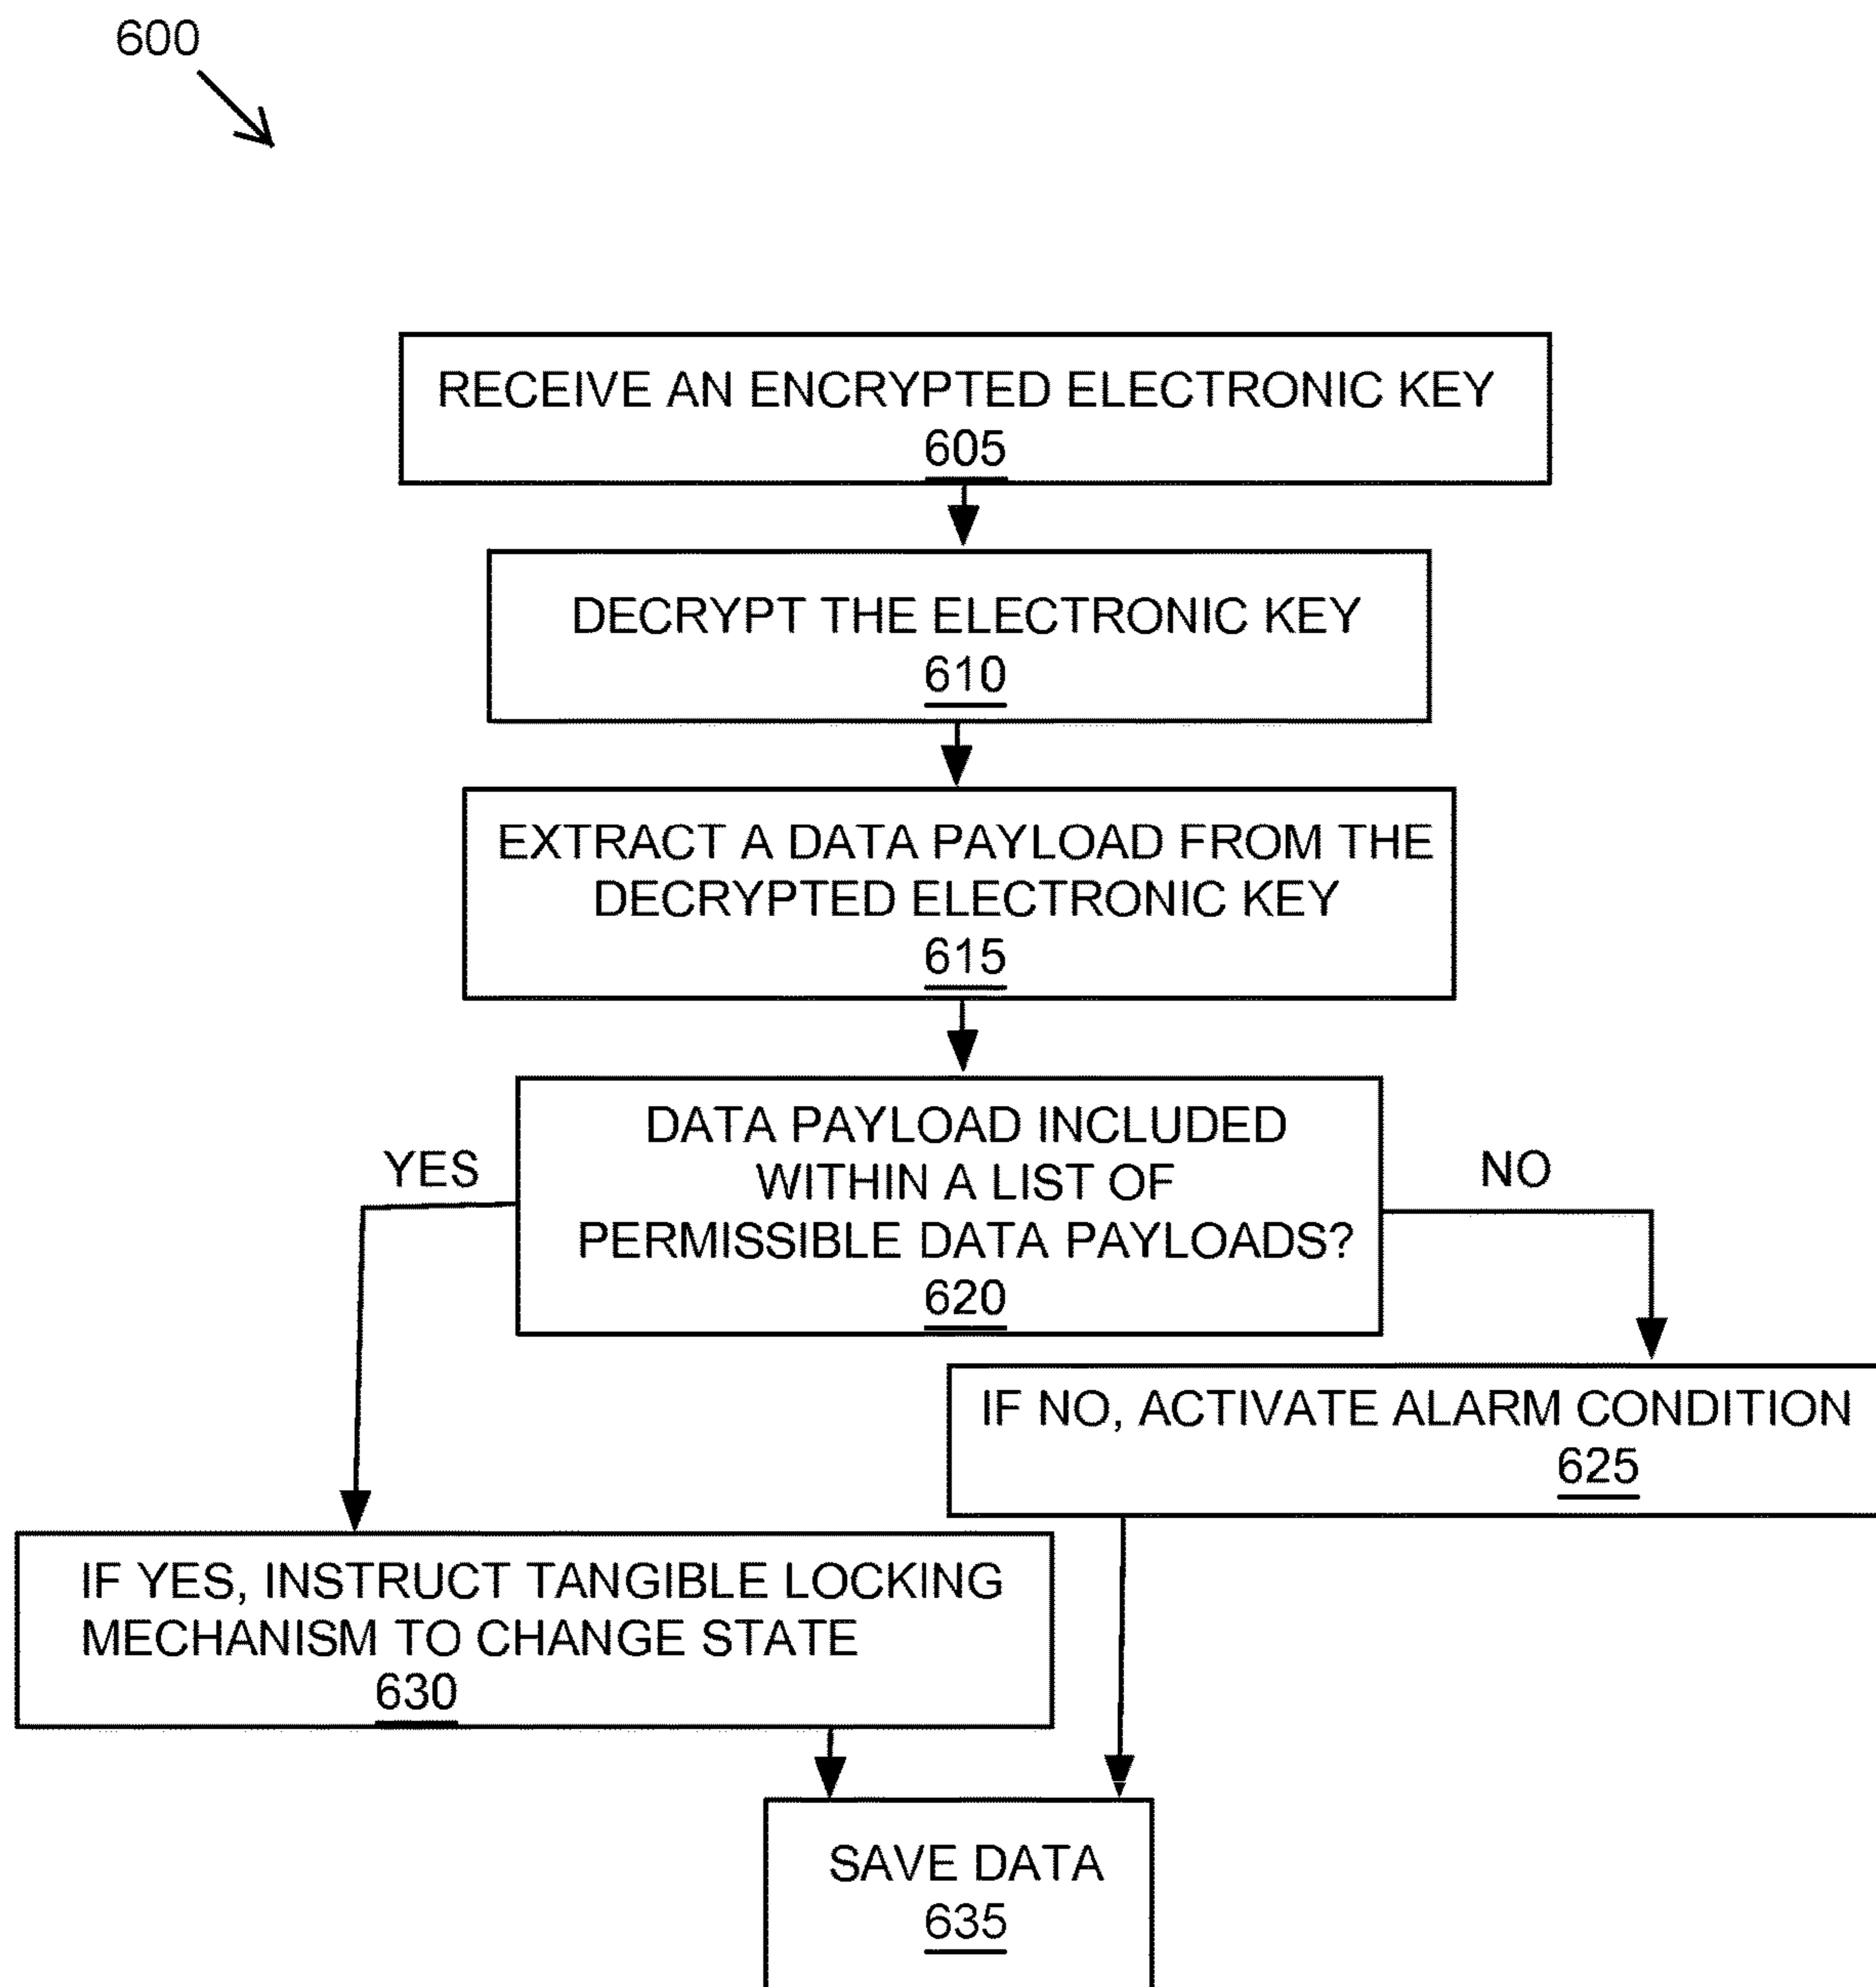 600
RECEIVE AN ENCRYPTED ELECTRONIC KEY
605
DECRYPT THE ELECTRONIC KEY
610
EXTRACT A DATA PAYLOAD FROM THE
DECRYPTED ELECTRONIC KEY
615
DATA PAYLOAD INCLUDED
WITHIN A LIST OF
PERMISSIBLE DATA PAYLOADS?
620
YES
NO
IF NO, ACTIVATE ALARM CONDITION
625
IF YES, INSTRUCT TANGIBLE LOCKING
MECHANISM TO CHANGE STATE
630
SAVE DATA
635